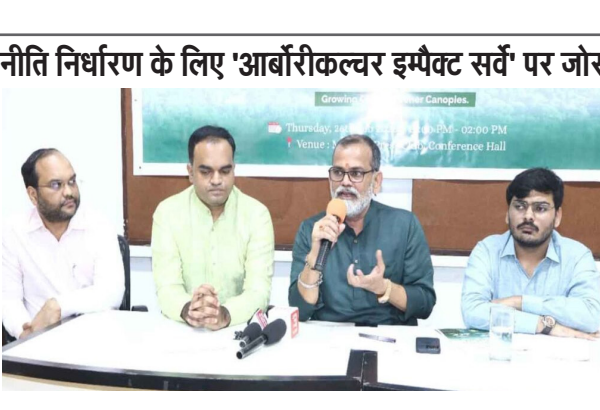 नीति निर्धारण के लिए 'आर्बोरीकल्चर इम्पैक्ट सर्वे' पर जोर
Growing Canopies.
Thursday, PM - 02:00 PM
Venue : Conference Hall